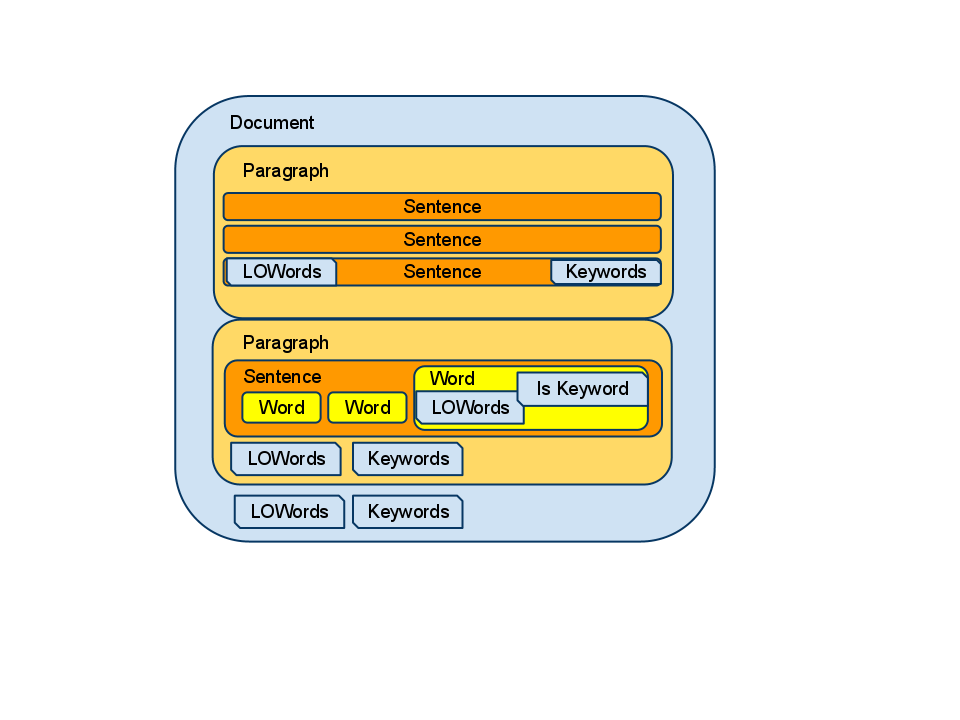 Document
Paragraph
Sentence
Sentence
LOWords Sentence Keywords
Paragraph
Sentence Word
Is Keyword
Word Word LOWords
LOWords Keywords
LOWords Keywords